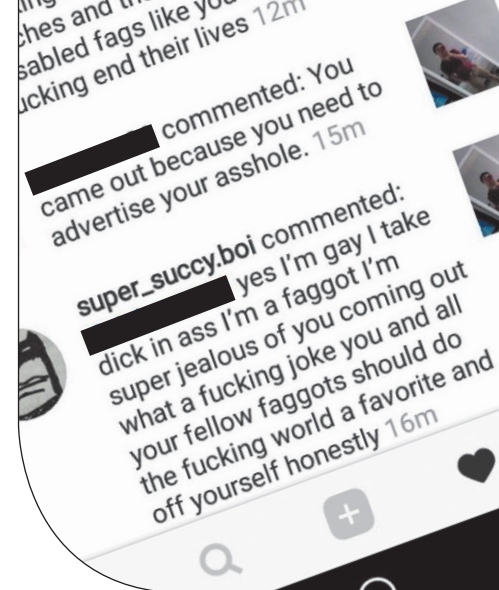 ches and
sabled fags like you
ucking end their lives 12m
commented: You
came out because you need to
advertise your asshole. 15m
super_succy.boi commented:
yes I'm gay I take
dick in ass I'm a faggot I'm
super jealous of you coming out
what a fucking joke you and all
your fellow faggots should do
the fucking world a favorite and
off yourself honestly 16m